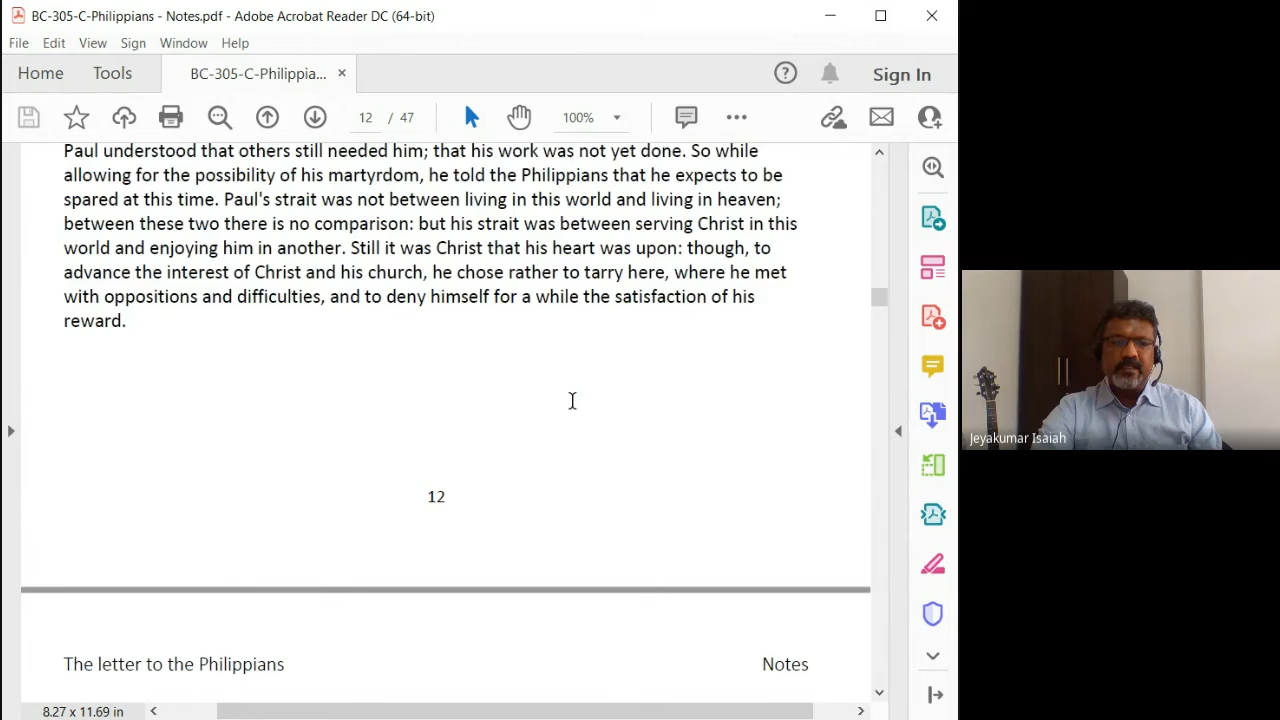 BC-305-C-Philippians - Notes.pdf - Adobe Acrobat Reader DC (64-bit)
File Edit View Sign Window Help
Home Tools BC-305-C-Philippia... × Sign In
12 / 47 100%
Paul understood that others still needed him; that his work was not yet done. So while
allowing for the possibility of his martyrdom, he told the Philippians that he expects to be
spared at this time. Paul's strait was not between living in this world and living in heaven;
between these two there is no comparison: but his strait was between serving Christ in this
world and enjoying him in another. Still it was Christ that his heart was upon: though, to
advance the interest of Christ and his church, he chose rather to tarry here, where he met
with oppositions and difficulties, and to deny himself for a while the satisfaction of his
reward.
12
The letter to the Philippians Notes
8.27 x 11.69 in
Jeyakumar Isaiah